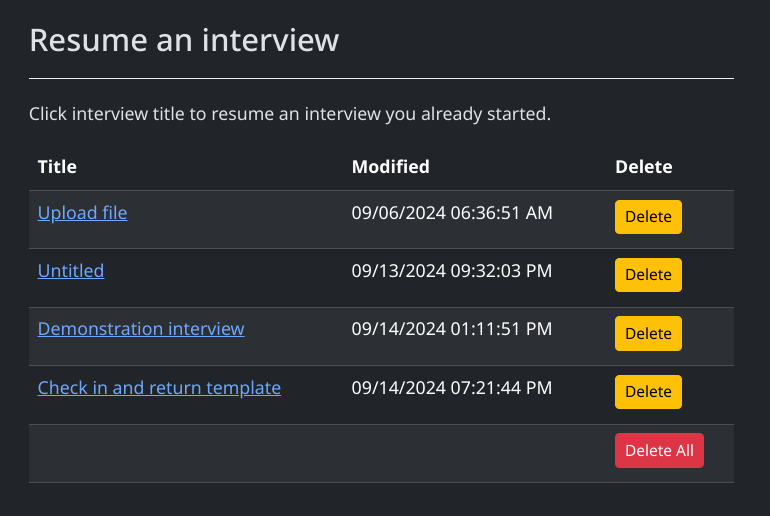 Resume an interview
Click interview title to resume an interview you already started.
Title Modified Delete
Upload file 09/06/2024 06:36:51 AM Delete
Untitled 09/13/2024 09:32:03 PM Delete
Demonstration interview 09/14/2024 01:11:51 PM Delete
Check in and return template 09/14/2024 07:21:44 PM Delete
Delete All